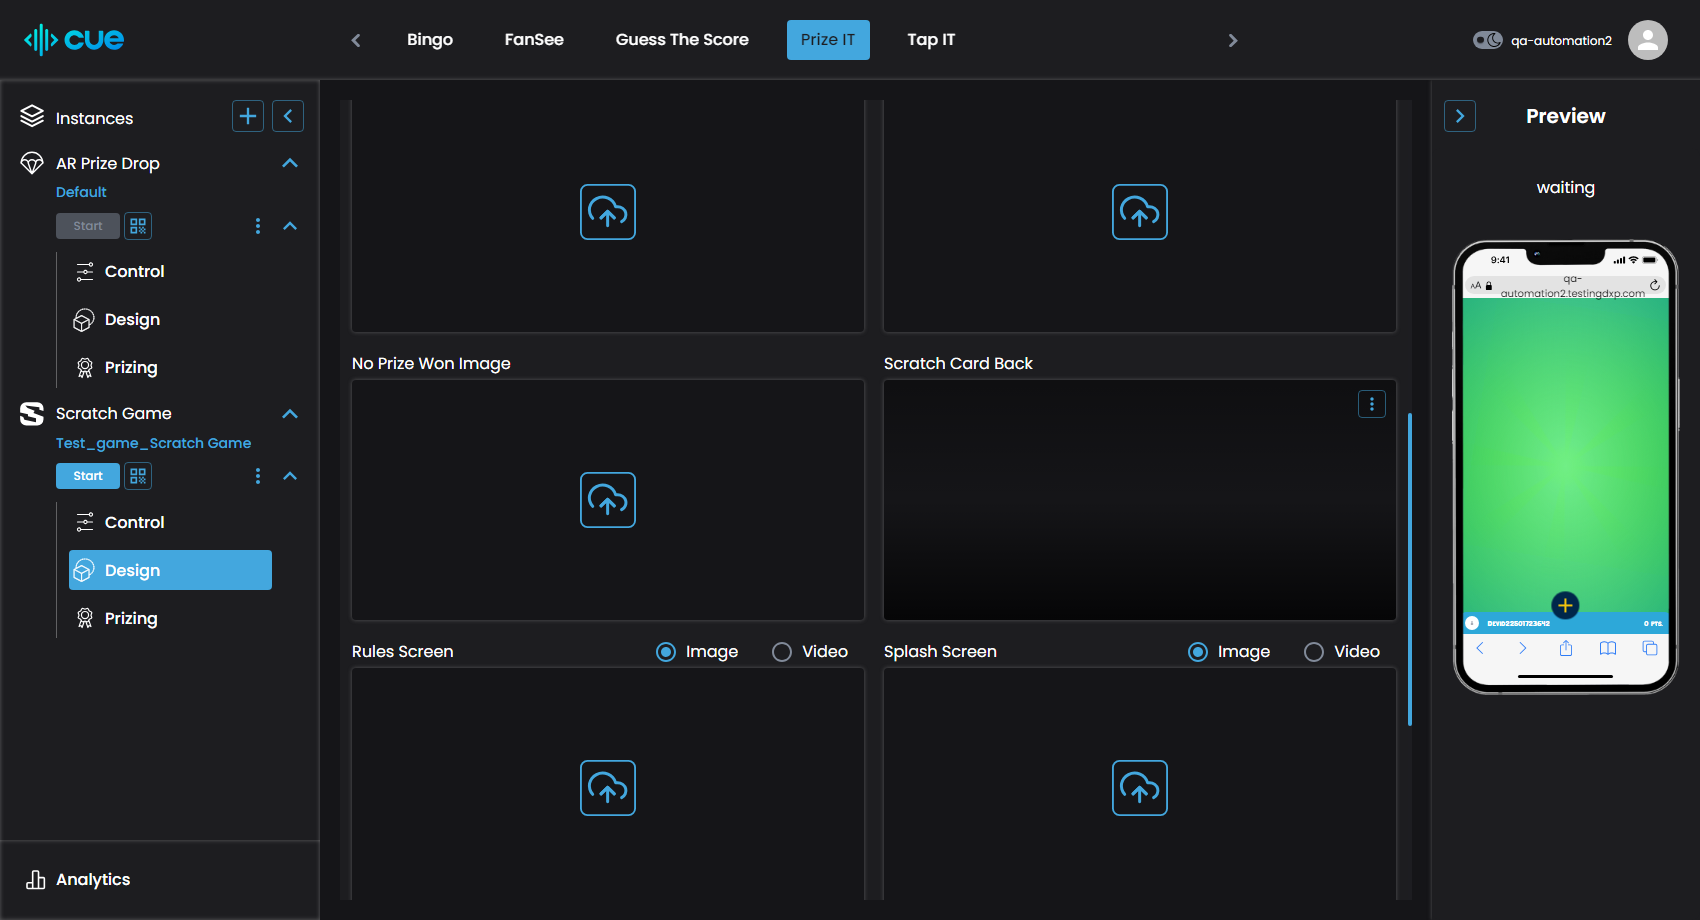 cue
Bingo
FanSee
Guess The Score
Prize IT
Tap IT
qa-automation2
Instances
AR Prize Drop
Default
Start
Control
Design
Prizing
Scratch Game
Test_game_Scratch Game
Start
Control
Design
Prizing
Analytics
No Prize Won Image
Scratch Card Back
Rules Screen
Image
Video
Splash Screen
Image
Video
Preview
waiting
9:41
AA
qa-
automation2.testingdxp.com
0 PTS.